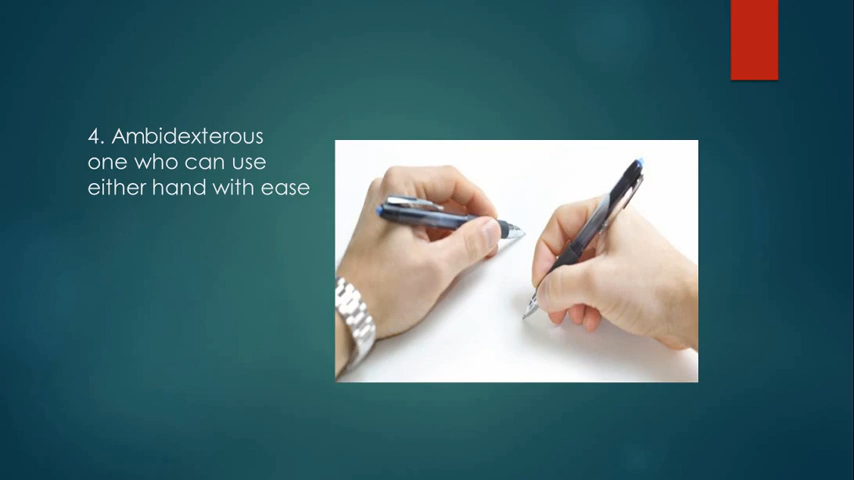 4. Ambidexterous
one who can use
either hand with ease